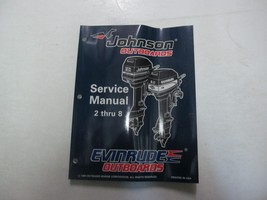 Johnson
OUTBOARDS
Service
Manual
2 thru 8
EVINRUDE
OUTBOARDS